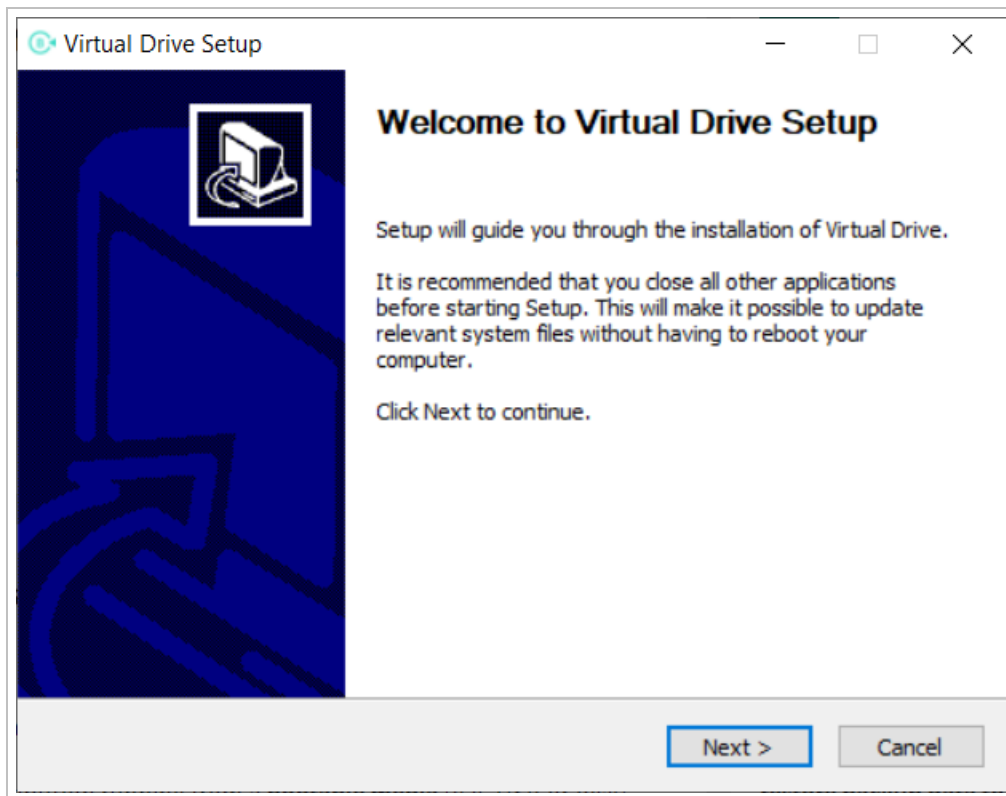 Virtual Drive Setup
Welcome to Virtual Drive Setup
Setup will guide you through the installation of Virtual Drive.
It is recommended that you close all other applications
before starting Setup. This will make it possible to update
relevant system files without having to reboot your
computer.
Click Next to continue.
Next >
Cancel